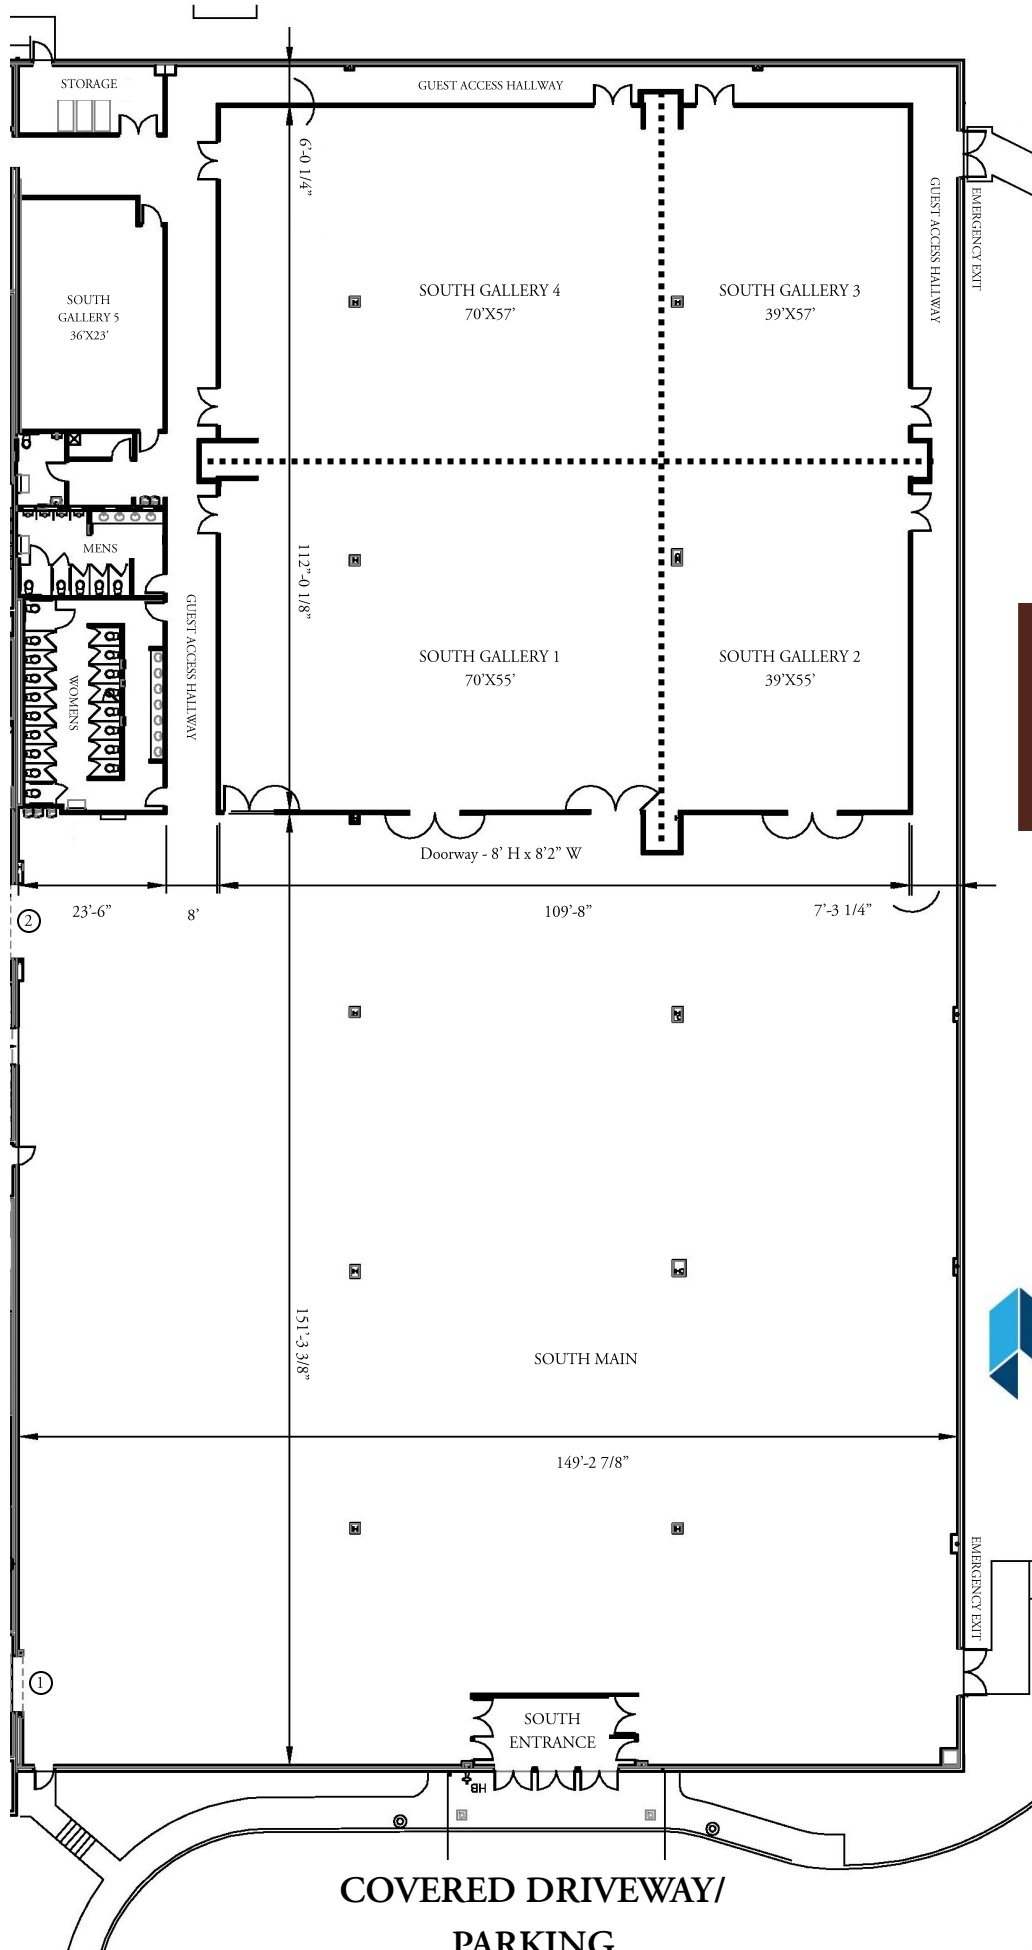 STORAGE
GUEST ACCESS HALLWAY
6’-0 1/4”
GUEST ACCESS HALLWAY
EMERGENCY EXIT
SOUTH
GALLERY 5
36’X23’
SOUTH GALLERY 4
70’X57’
SOUTH GALLERY 3
39’X57’
MENS
112”-0 1/8”
WOMENS
GUEST ACCESS HALLWAY
SOUTH GALLERY 1
70’X55’
SOUTH GALLERY 2
39’X55’
Doorway - 8’ H x 8’2” W
23’-6”
8’
109’-8”
7’-3 1/4”
2
151’-3 3/8”
SOUTH MAIN
149’-2 7/8”
EMERGENCY EXIT
1
SOUTH
ENTRANCE
HB
COVERED DRIVEWAY/
PARKING